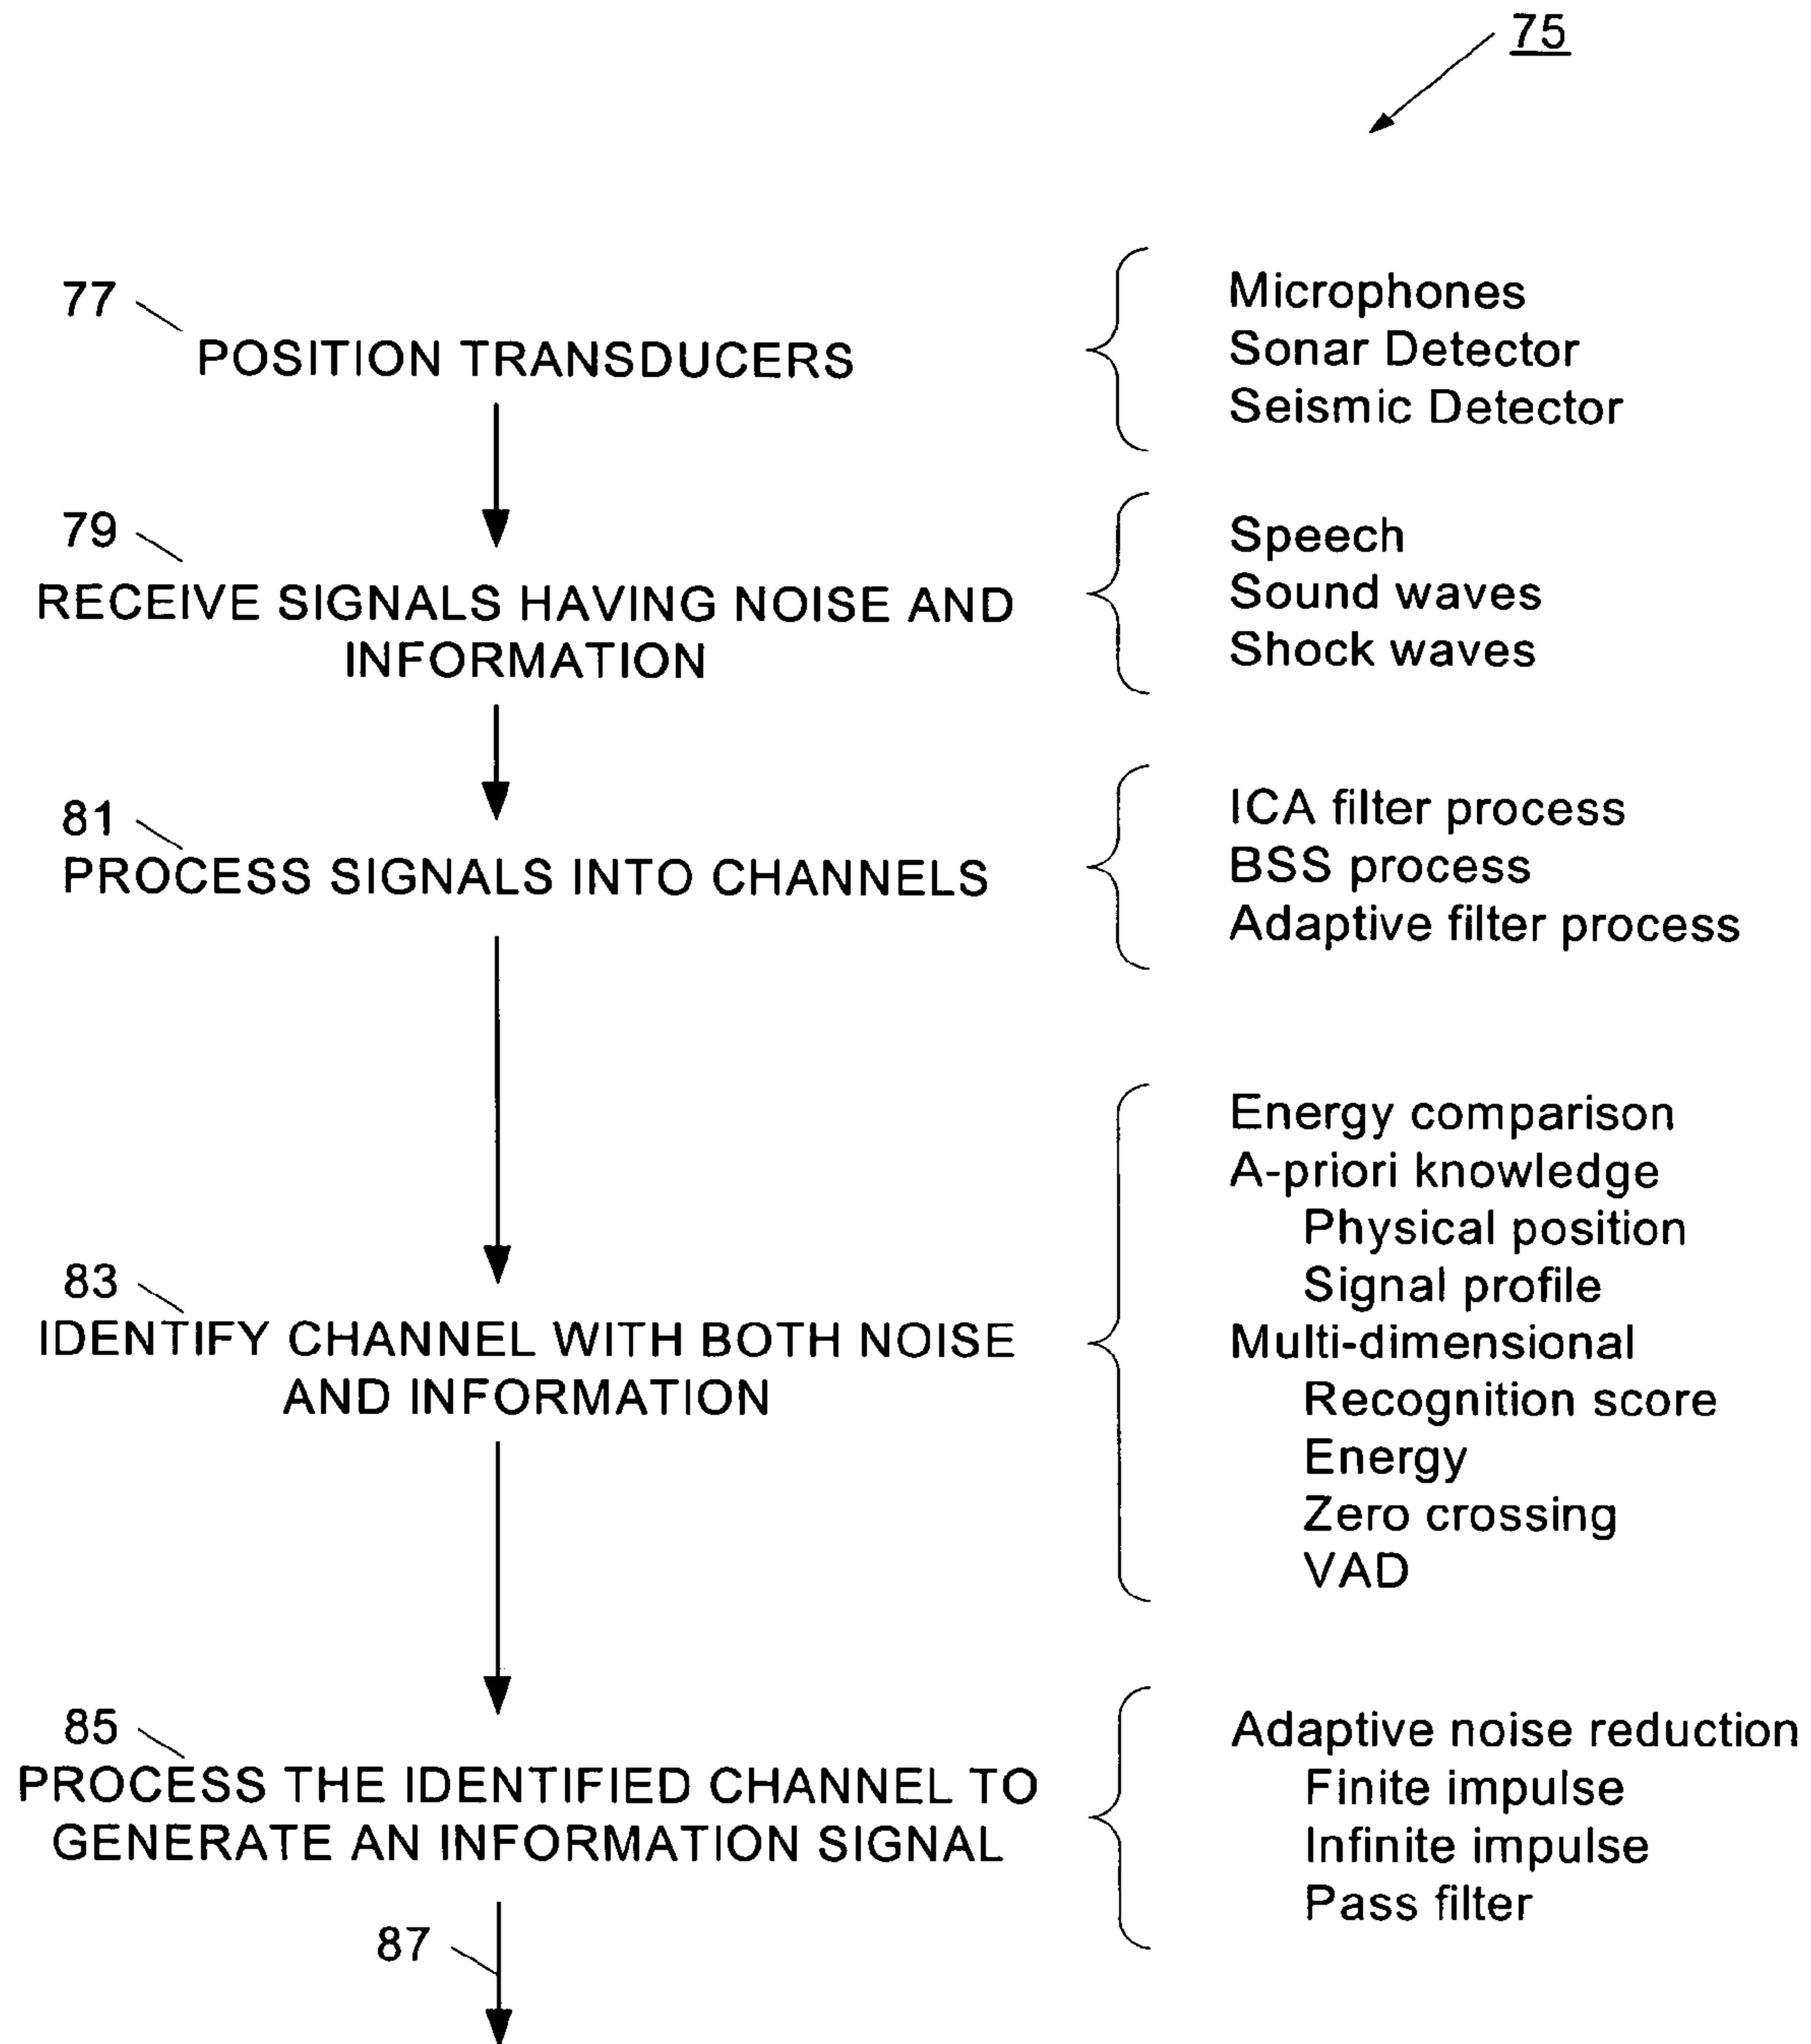 75
77
POSITION TRANSDUCERS
Microphones
Sonar Detector
Seismic Detector
79
RECEIVE SIGNALS HAVING NOISE AND
INFORMATION
Speech
Sound waves
Shock waves
81
PROCESS SIGNALS INTO CHANNELS
ICA filter process
BSS process
Adaptive filter process
83
IDENTIFY CHANNEL WITH BOTH NOISE
AND INFORMATION
Energy comparison
A-priori knowledge
Physical position
Signal profile
Multi-dimensional
Recognition score
Energy
Zero crossing
VAD
85
PROCESS THE IDENTIFIED CHANNEL TO
GENERATE AN INFORMATION SIGNAL
Adaptive noise reduction
Finite impulse
Infinite impulse
Pass filter
87